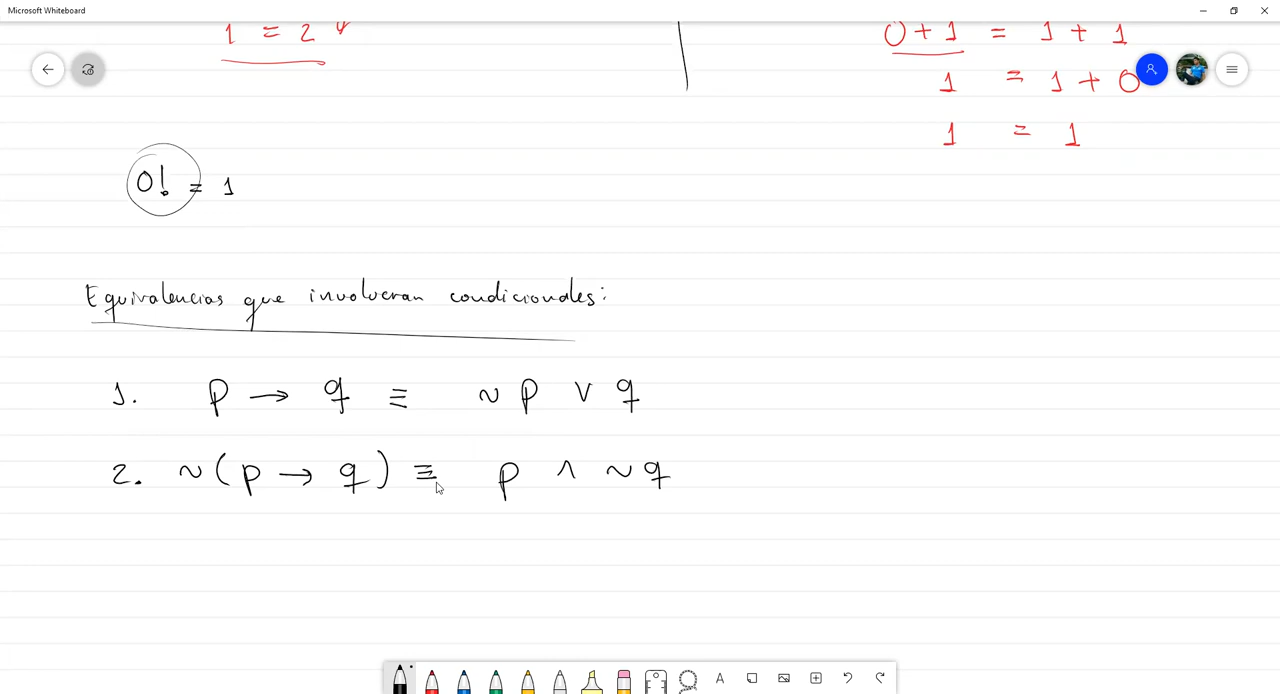 Microsoft Whiteboard
1 = 2
0 + 1 = 1 + 1
1 = 1 + 0
1 = 1
0! = 1
Equivalencias que involucran condicionales:
1. p → q ≡ ~ p ∨ q
2. ~(p → q) ≡ p ∧ ~q